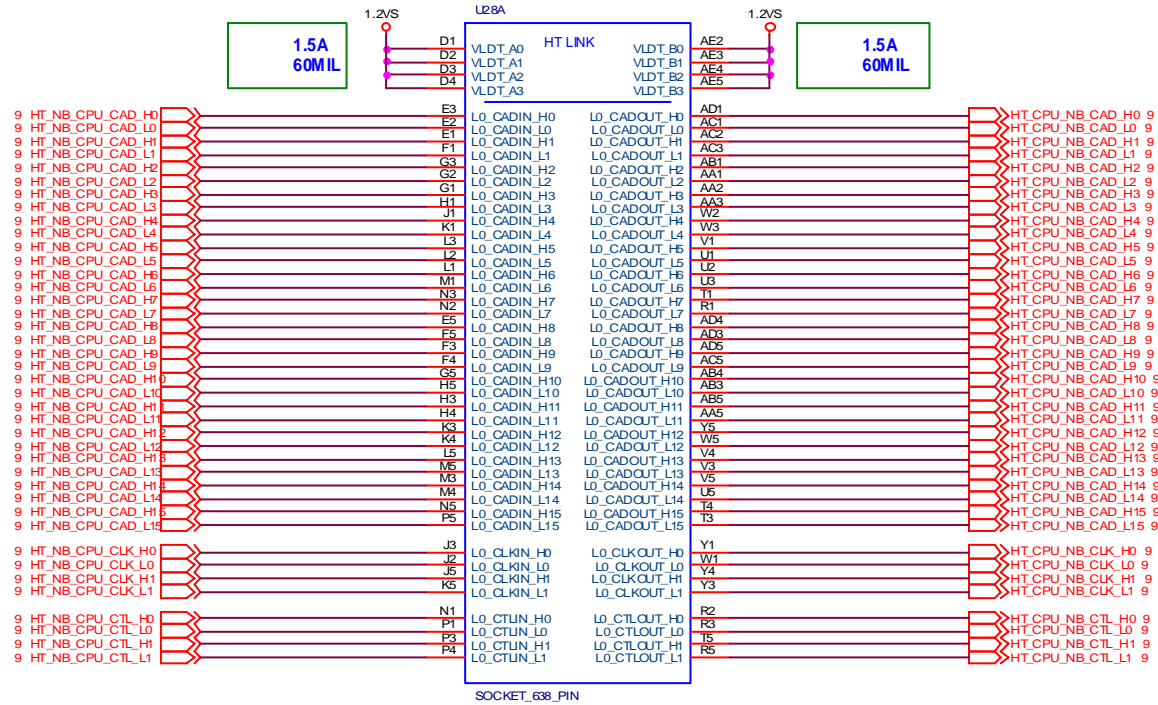 U28A
1.2VS 1.2VS
HT LINK
1.5A 1.5A
60MIL 60MIL
D1 VLDT_A0 VLDT_B0 AE2
D2 VLDT_A1 VLDT_B1 AE3
D3 VLDT_A2 VLDT_B2 AE4
D4 VLDT_A3 VLDT_B3 AE5
9 HT_NB_CPU_CAD_H0 E3 L0_CADIN_H0 L0_CADOUT_H0 AD1 HT_CPU_NB_CAD_H0 9
9 HT_NB_CPU_CAD_L0 E2 L0_CADIN_L0 L0_CADOUT_L0 AC1 HT_CPU_NB_CAD_L0 9
9 HT_NB_CPU_CAD_H1 E1 L0_CADIN_H1 L0_CADOUT_H1 AC2 HT_CPU_NB_CAD_H1 9
9 HT_NB_CPU_CAD_L1 F1 L0_CADIN_L1 L0_CADOUT_L1 AC3 HT_CPU_NB_CAD_L1 9
9 HT_NB_CPU_CAD_H2 G3 L0_CADIN_H2 L0_CADOUT_H2 AB1 HT_CPU_NB_CAD_H2 9
9 HT_NB_CPU_CAD_L2 G2 L0_CADIN_L2 L0_CADOUT_L2 AA1 HT_CPU_NB_CAD_L2 9
9 HT_NB_CPU_CAD_H3 G1 L0_CADIN_H3 L0_CADOUT_H3 AA2 HT_CPU_NB_CAD_H3 9
9 HT_NB_CPU_CAD_L3 H1 L0_CADIN_L3 L0_CADOUT_L3 AA3 HT_CPU_NB_CAD_L3 9
9 HT_NB_CPU_CAD_H4 J1 L0_CADIN_H4 L0_CADOUT_H4 W2 HT_CPU_NB_CAD_H4 9
9 HT_NB_CPU_CAD_L4 K1 L0_CADIN_L4 L0_CADOUT_L4 W3 HT_CPU_NB_CAD_L4 9
9 HT_NB_CPU_CAD_H5 L3 L0_CADIN_H5 L0_CADOUT_H5 V1 HT_CPU_NB_CAD_H5 9
9 HT_NB_CPU_CAD_L5 L2 L0_CADIN_L5 L0_CADOUT_L5 U1 HT_CPU_NB_CAD_L5 9
9 HT_NB_CPU_CAD_H6 L1 L0_CADIN_H6 L0_CADOUT_H6 U2 HT_CPU_NB_CAD_H6 9
9 HT_NB_CPU_CAD_L6 M1 L0_CADIN_L6 L0_CADOUT_L6 U3 HT_CPU_NB_CAD_L6 9
9 HT_NB_CPU_CAD_H7 N3 L0_CADIN_H7 L0_CADOUT_H7 T1 HT_CPU_NB_CAD_H7 9
9 HT_NB_CPU_CAD_L7 N2 L0_CADIN_L7 L0_CADOUT_L7 R1 HT_CPU_NB_CAD_L7 9
9 HT_NB_CPU_CAD_H8 E5 L0_CADIN_H8 L0_CADOUT_H8 AD4 HT_CPU_NB_CAD_H8 9
9 HT_NB_CPU_CAD_L8 F5 L0_CADIN_L8 L0_CADOUT_L8 AD3 HT_CPU_NB_CAD_L8 9
9 HT_NB_CPU_CAD_H9 F3 L0_CADIN_H9 L0_CADOUT_H9 AD5 HT_CPU_NB_CAD_H9 9
9 HT_NB_CPU_CAD_L9 F4 L0_CADIN_L9 L0_CADOUT_L9 AC5 HT_CPU_NB_CAD_L9 9
9 HT_NB_CPU_CAD_H10 G5 L0_CADIN_H10 L0_CADOUT_H10 AB4 HT_CPU_NB_CAD_H10 9
9 HT_NB_CPU_CAD_L10 H5 L0_CADIN_L10 L0_CADOUT_L10 AB3 HT_CPU_NB_CAD_L10 9
9 HT_NB_CPU_CAD_H11 H3 L0_CADIN_H11 L0_CADOUT_H11 AB5 HT_CPU_NB_CAD_H11 9
9 HT_NB_CPU_CAD_L11 H4 L0_CADIN_L11 L0_CADOUT_L11 AA5 HT_CPU_NB_CAD_L11 9
9 HT_NB_CPU_CAD_H12 K3 L0_CADIN_H12 L0_CADOUT_H12 Y5 HT_CPU_NB_CAD_H12 9
9 HT_NB_CPU_CAD_L12 K4 L0_CADIN_L12 L0_CADOUT_L12 W5 HT_CPU_NB_CAD_L12 9
9 HT_NB_CPU_CAD_H13 L5 L0_CADIN_H13 L0_CADOUT_H13 V4 HT_CPU_NB_CAD_H13 9
9 HT_NB_CPU_CAD_L13 M5 L0_CADIN_L13 L0_CADOUT_L13 V3 HT_CPU_NB_CAD_L13 9
9 HT_NB_CPU_CAD_H14 M3 L0_CADIN_H14 L0_CADOUT_H14 V5 HT_CPU_NB_CAD_H14 9
9 HT_NB_CPU_CAD_L14 M4 L0_CADIN_L14 L0_CADOUT_L14 U5 HT_CPU_NB_CAD_L14 9
9 HT_NB_CPU_CAD_H15 N5 L0_CADIN_H15 L0_CADOUT_H15 T4 HT_CPU_NB_CAD_H15 9
9 HT_NB_CPU_CAD_L15 P5 L0_CADIN_L15 L0_CADOUT_L15 T3 HT_CPU_NB_CAD_L15 9
9 HT_NB_CPU_CLK_H0 J3 L0_CLKIN_H0 L0_CLKOUT_H0 Y1 HT_CPU_NB_CLK_H0 9
9 HT_NB_CPU_CLK_L0 J2 L0_CLKIN_L0 L0_CLKOUT_L0 W1 HT_CPU_NB_CLK_L0 9
9 HT_NB_CPU_CLK_H1 J5 L0_CLKIN_H1 L0_CLKOUT_H1 Y4 HT_CPU_NB_CLK_H1 9
9 HT_NB_CPU_CLK_L1 K5 L0_CLKIN_L1 L0_CLKOUT_L1 Y3 HT_CPU_NB_CLK_L1 9
9 HT_NB_CPU_CTL_H0 N1 L0_CTLIN_H0 L0_CTLOUT_H0 R2 HT_CPU_NB_CTL_H0 9
9 HT_NB_CPU_CTL_L0 P1 L0_CTLIN_L0 L0_CTLOUT_L0 R3 HT_CPU_NB_CTL_L0 9
9 HT_NB_CPU_CTL_H1 P3 L0_CTLIN_H1 L0_CTLOUT_H1 T5 HT_CPU_NB_CTL_H1 9
9 HT_NB_CPU_CTL_L1 P4 L0_CTLIN_L1 L0_CTLOUT_L1 R5 HT_CPU_NB_CTL_L1 9
SOCKET_638_PIN